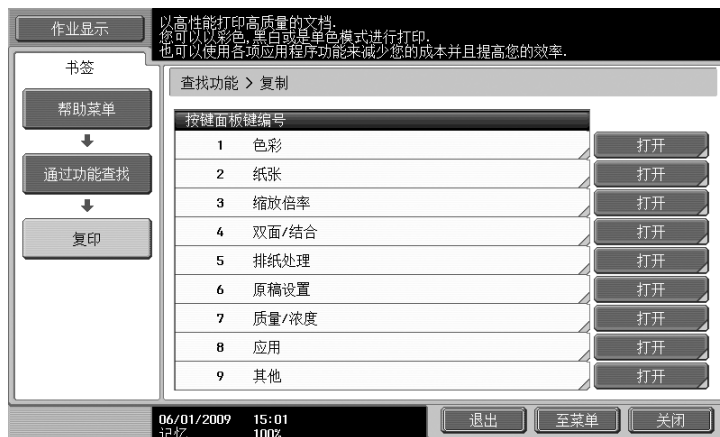 作业显示
以高性能打印高质量的文档.
您可以以彩色,黑白或是单色模式进行打印.
也可以使用各项应用程序功能来减少您的成本并且提高您的效率.
书签
帮助菜单
通过功能查找
复印
查找功能 > 复制
按键面板键编号
1 色彩 打开
2 纸张 打开
3 缩放倍率 打开
4 双面/结合 打开
5 排纸处理 打开
6 原稿设置 打开
7 质量/浓度 打开
8 应用 打开
9 其他 打开
06/01/2009 15:01
记忆 100%
退出 至菜单 关闭